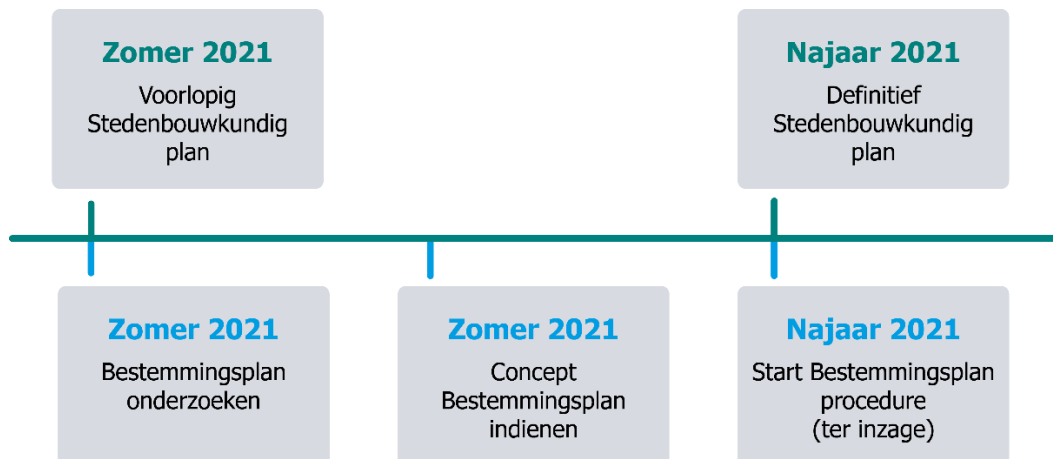 Zomer 2021
Voorlopig
Stedenbouwkundig
plan
Najaar 2021
Definitief
Stedenbouwkundig
plan
Zomer 2021
Bestemmingsplan
onderzoeken
Zomer 2021
Concept
Bestemmingsplan
indienen
Najaar 2021
Start Bestemmingsplan
procedure
(ter inzage)